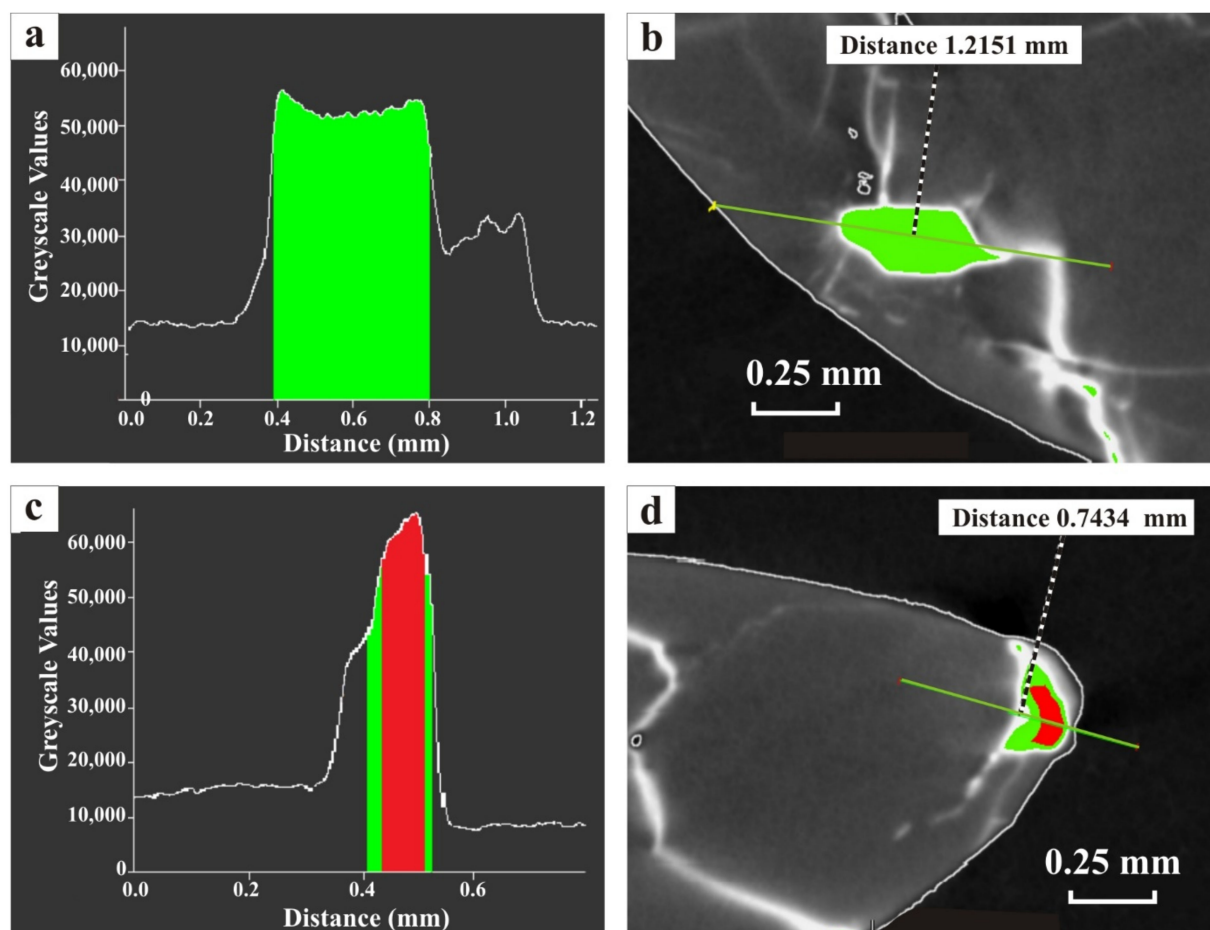 a
Greyscale Values
60,000
50,000
40,000
30,000
20,000
10,000
0
0.0 0.2 0.4 0.6 0.8 1.0 1.2
Distance (mm)
b
Distance 1.2151 mm
0.25 mm
c
Greyscale Values
60,000
50,000
40,000
30,000
20,000
10,000
0
0.0 0.2 0.4 0.6
Distance (mm)
d
Distance 0.7434 mm
0.25 mm